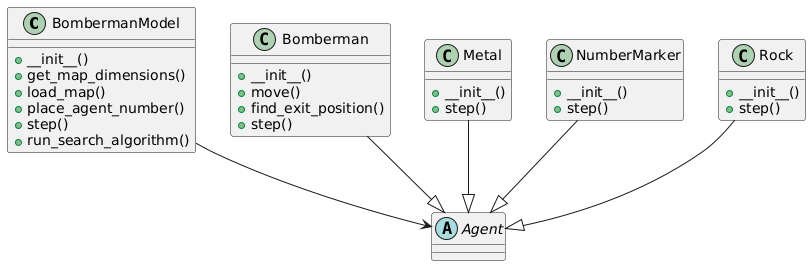 C BombermanModel
__init__()
get_map_dimensions()
load_map()
place_agent_number()
step()
run_search_algorithm()
C Bomberman
__init__()
move()
find_exit_position()
step()
C Metal
__init__()
step()
C NumberMarker
__init__()
step()
C Rock
__init__()
step()
A Agent